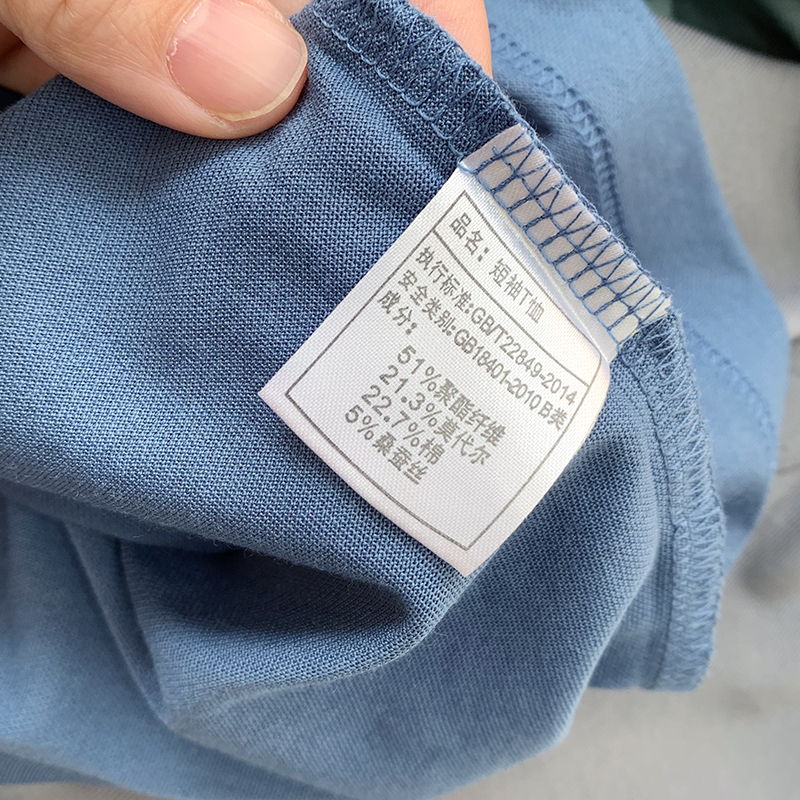 品名：短袖T恤
执行标准：GB/T22849-2014
安全类别：GB18401-2010 B类
成分：
51%聚酯纤维
21.3%莫代尔
22.7%棉
5%桑蚕丝